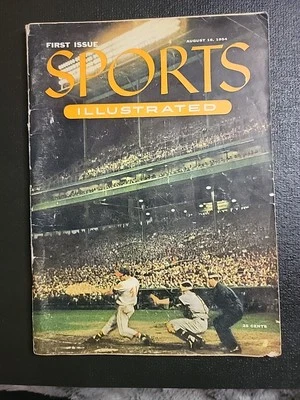 FIRST ISSUE
AUGUST 16, 1954
SPORTS
ILLUSTRATED
25 CENTS